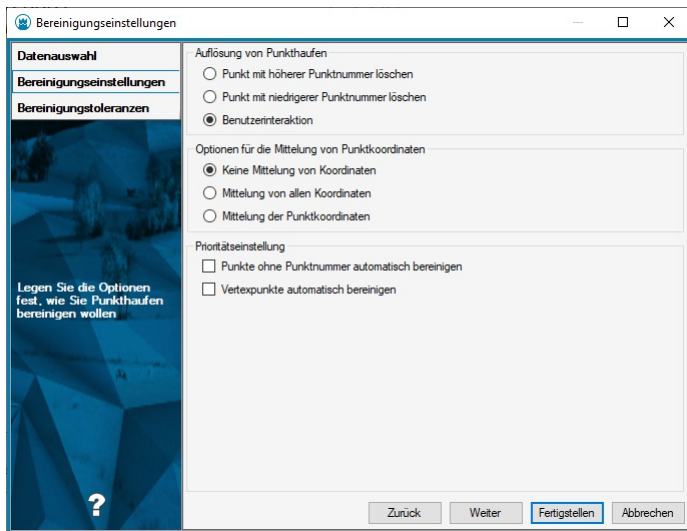 Bereinigungseinstellungen
Datenauswahl
Bereinigungseinstellungen
Bereinigungstoleranzen
Legen Sie die Optionen
fest, wie Sie Punkthaufen
bereinigen wollen
?
Auflösung von Punkthaufen
Punkt mit höherer Punktnummer löschen
Punkt mit niedrigerer Punktnummer löschen
Benutzerinteraktion
Optionen für die Mittelung von Punktkoordinaten
Keine Mittelung von Koordinaten
Mittelung von allen Koordinaten
Mittelung der Punktkoordinaten
Prioritätseinstellung
Punkte ohne Punktnummer automatisch bereinigen
Vertexpunkte automatisch bereinigen
Zurück
Weiter
Fertigstellen
Abbrechen